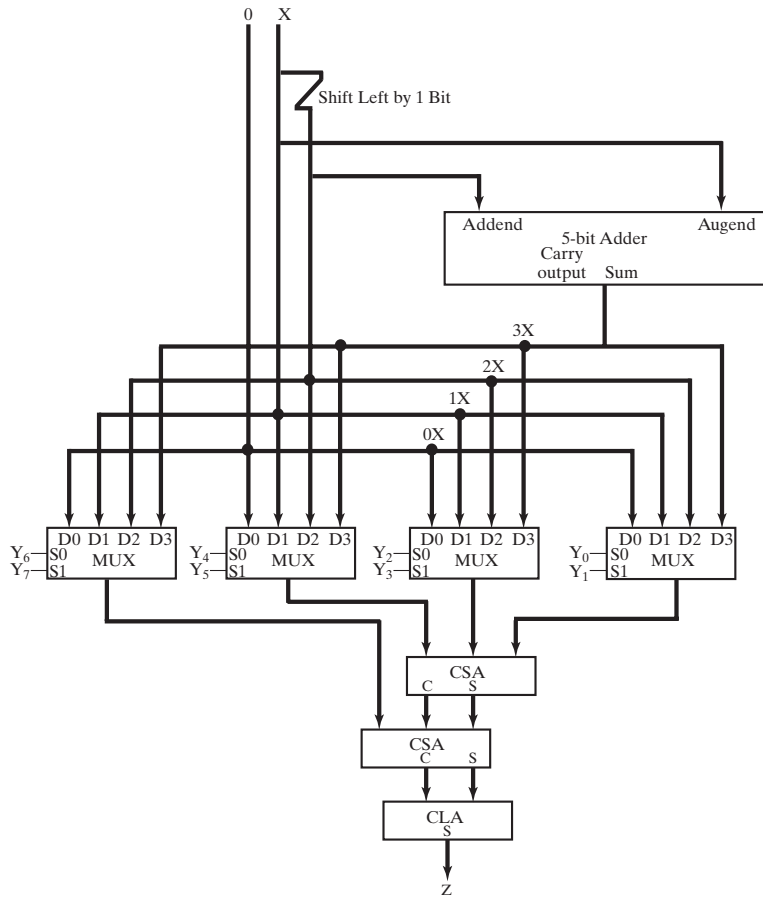 0 X
Shift Left by 1 Bit
Addend Augend
5-bit Adder
Carry
output Sum
3X
2X
1X
0X
D0 D1 D2 D3 D0 D1 D2 D3 D0 D1 D2 D3 D0 D1 D2 D3
Y6 S0 MUX Y4 S0 MUX Y2 S0 MUX Y0 S0 MUX
Y7 S1 Y5 S1 Y3 S1 Y1 S1
CSA
C S
CSA
C S
CLA
S
Z